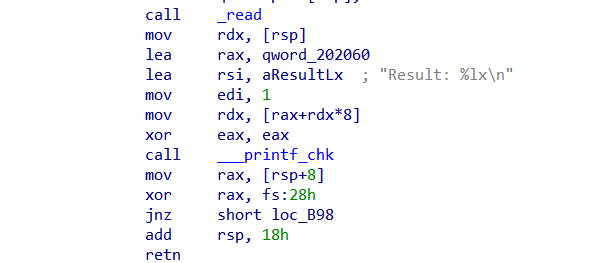 call _read
mov rdx, [rsp]
lea rax, qword_202060
lea rsi, aResultLx ; "Result: %lx\n"
mov edi, 1
mov rdx, [rax+rdx*8]
xor eax, eax
call ___printf_chk
mov rax, [rsp+8]
xor rax, fs:28h
jnz short loc_B98
add rsp, 18h
retn